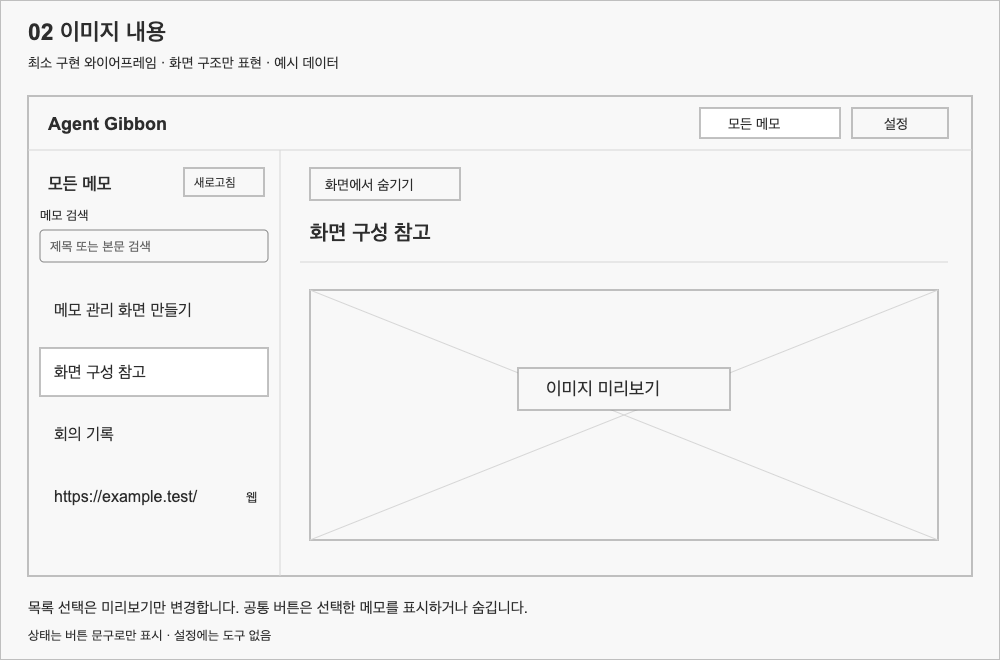 02 이미지 내용
최소 구현 와이어프레임 · 화면 구조만 표현 · 예시 데이터
Agent Gibbon
모든 메모
설정
모든 메모
새로고침
메모 검색
제목 또는 본문 검색
메모 관리 화면 만들기
화면 구성 참고
회의 기록
https://example.test/ 웹
화면에서 숨기기
화면 구성 참고
이미지 미리보기
목록 선택은 미리보기만 변경합니다. 공통 버튼은 선택한 메모를 표시하거나 숨깁니다.
상태는 버튼 문구로만 표시 · 설정에는 도구 없음